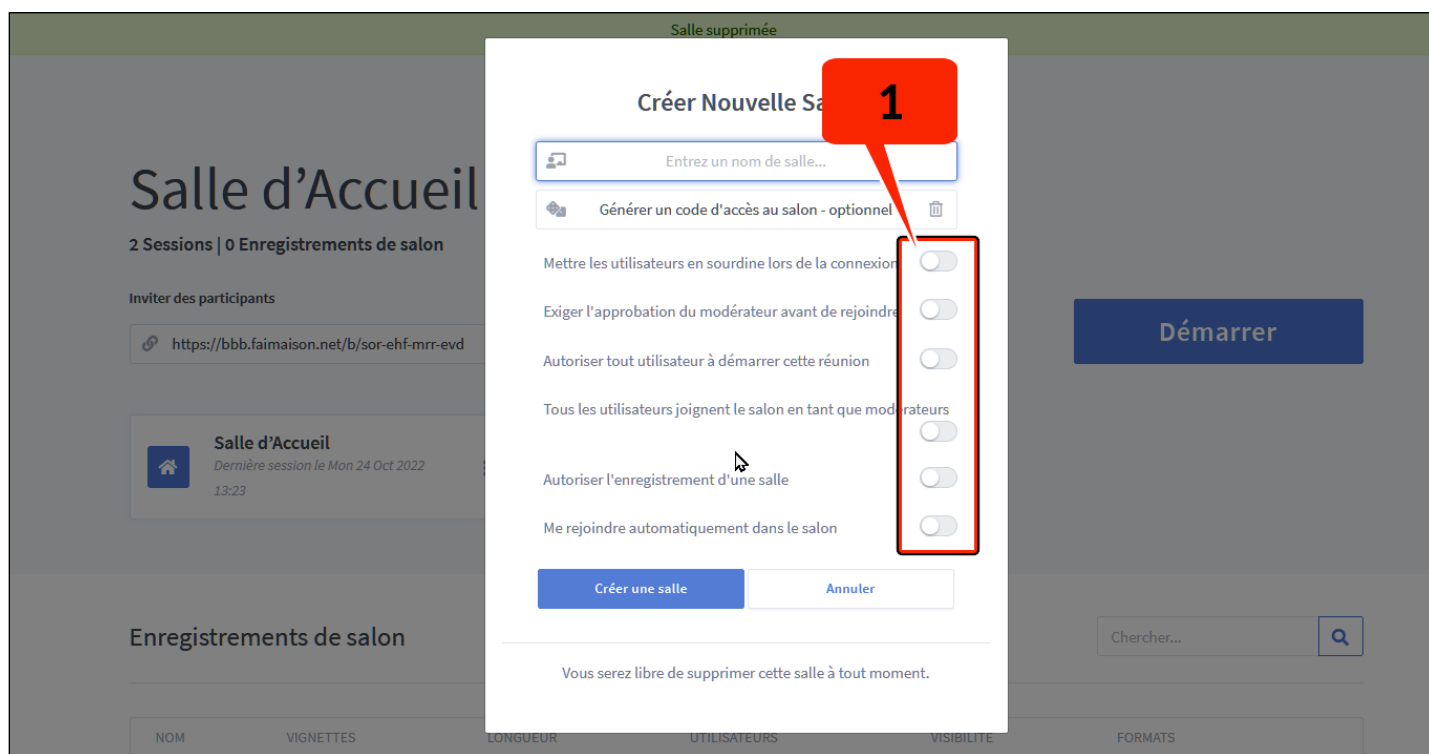 Salle supprimée
Créer Nouvelle Sa
1
Entrez un nom de salle...
Générer un code d'accès au salon - optionnel
Mettre les utilisateurs en sourdine lors de la connexion
Exiger l'approbation du modérateur avant de rejoindre
Autoriser tout utilisateur à démarrer cette réunion
Tous les utilisateurs joignent le salon en tant que modérateurs
Autoriser l'enregistrement d'une salle
Me rejoindre automatiquement dans le salon
Créer une salle
Annuler
Vous serez libre de supprimer cette salle à tout moment.
Salle d’Accueil
2 Sessions | 0 Enregistrements de salon
Inviter des participants
https://bbb.faimaison.net/b/sor-ehf-mrr-evd
Démarrer
Salle d’Accueil
Dernière session le Mon 24 Oct 2022
13:23
Enregistrements de salon
Chercher...
NOM VIGNETTES LONGUEUR UTILISATEURS VISIBILITÉ FORMATS